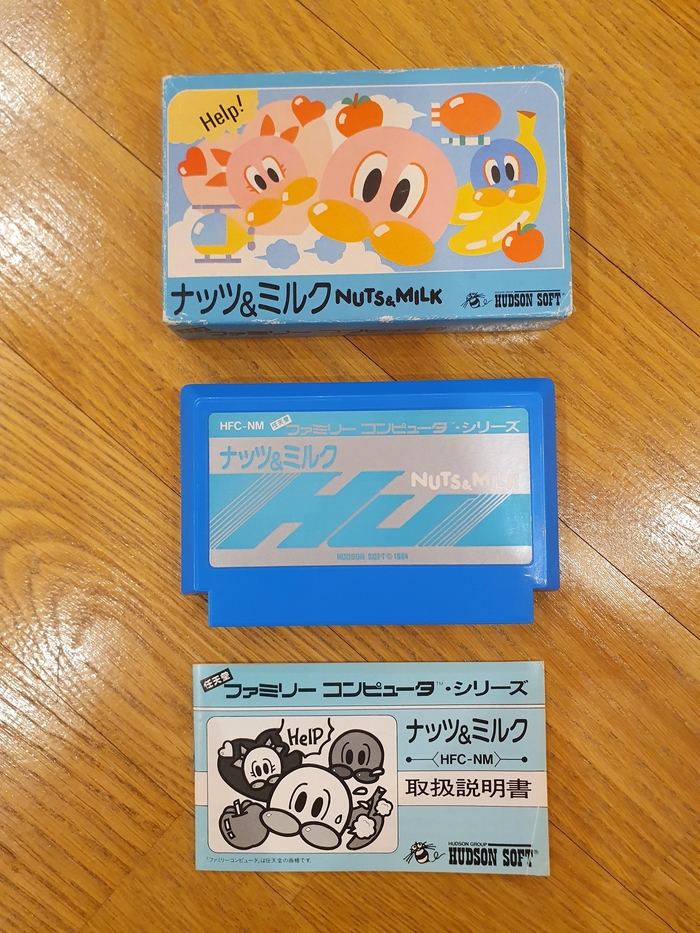 Help!
ナッツ&ミルク NUTS&MILK HUDSON SOFT®
HFC-NM 任天堂 ファミリー コンピュータ™・シリーズ
ナッツ&ミルク
NUTS&MILK
Hu
HUDSON SOFT © 1984
任天堂 ファミリー コンピュータ™・シリーズ
HELP
ナッツ&ミルク
HFC-NM
取扱説明書
HUDSON GROUP
HUDSON SOFT®
「ファミリーコンピュータ」は任天堂の商標です。